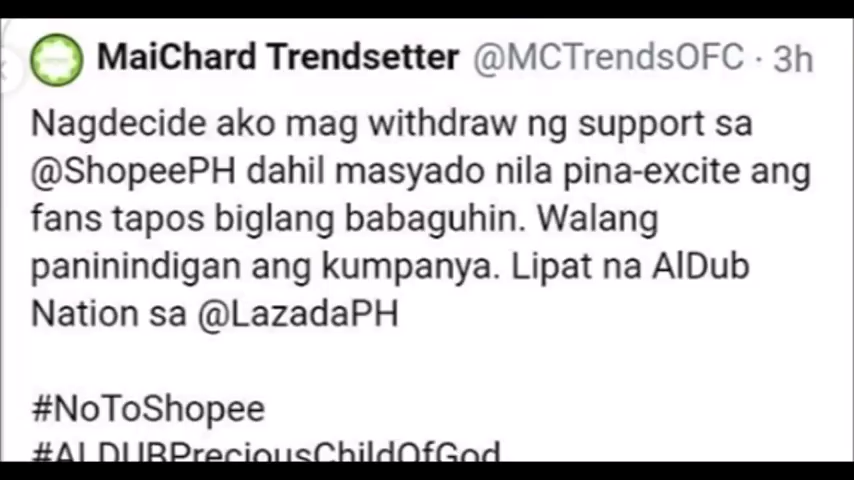 MaiChard Trendsetter @MCTrendsOFC · 3h
Nagdecide ako mag withdraw ng support sa
@ShopeePH dahil masyado nila pina-excite ang
fans tapos biglang babaguhin. Walang
paninindigan ang kumpanya. Lipat na AlDub
Nation sa @LazadaPH
#NoToShopee
#ALDUBPreciousChildOfGod